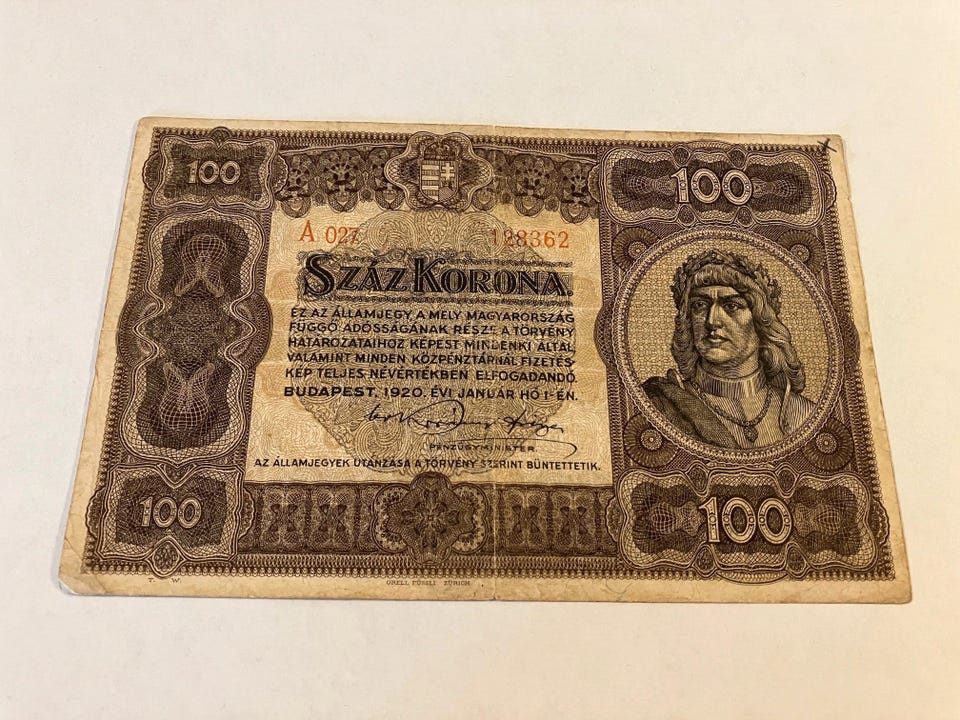 100
100
A 027 128362
SZÁZ KORONA.
EZ AZ ÁLLAMJEGY A MELY MAGYARORSZÁG
FÜGGŐ ADÓSSÁGÁNAK RÉSZE A TÖRVÉNY
HATÁROZATAIHOZ KÉPEST MINDENKI ÁLTAL
VALAMINT MINDEN KÖZPÉNZTÁRNÁL FIZETÉS-
KÉP TELJES NÉVÉRTÉKBEN ELFOGADANDÓ.
BUDAPEST, 1920. ÉVI JANUÁR HÓ 1-ÉN.
PÉNZÜGYMINISTER.
AZ ÁLLAMJEGYEK UTÁNZÁSA A TÖRVÉNY SZERINT BÜNTETTETIK.
100
100
T. W.
ORELL FÜSSLI ZÜRICH